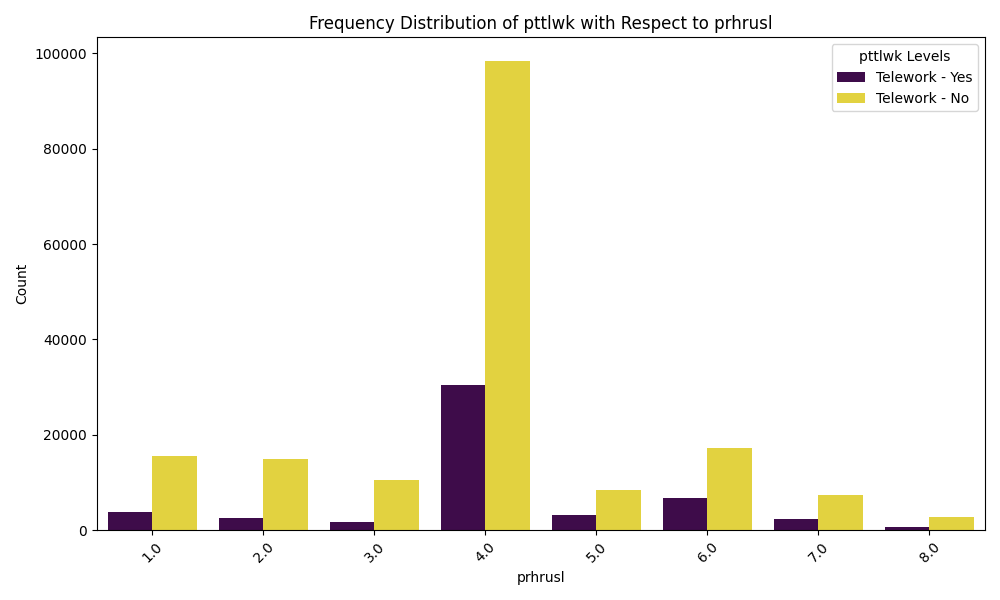 Frequency Distribution of pttlwk with Respect to prhrusl
pttlwk Levels
Telework - Yes
Telework - No
100000
80000
60000
40000
20000
0
Count
1.0
2.0
3.0
4.0
5.0
6.0
7.0
8.0
prhrusl